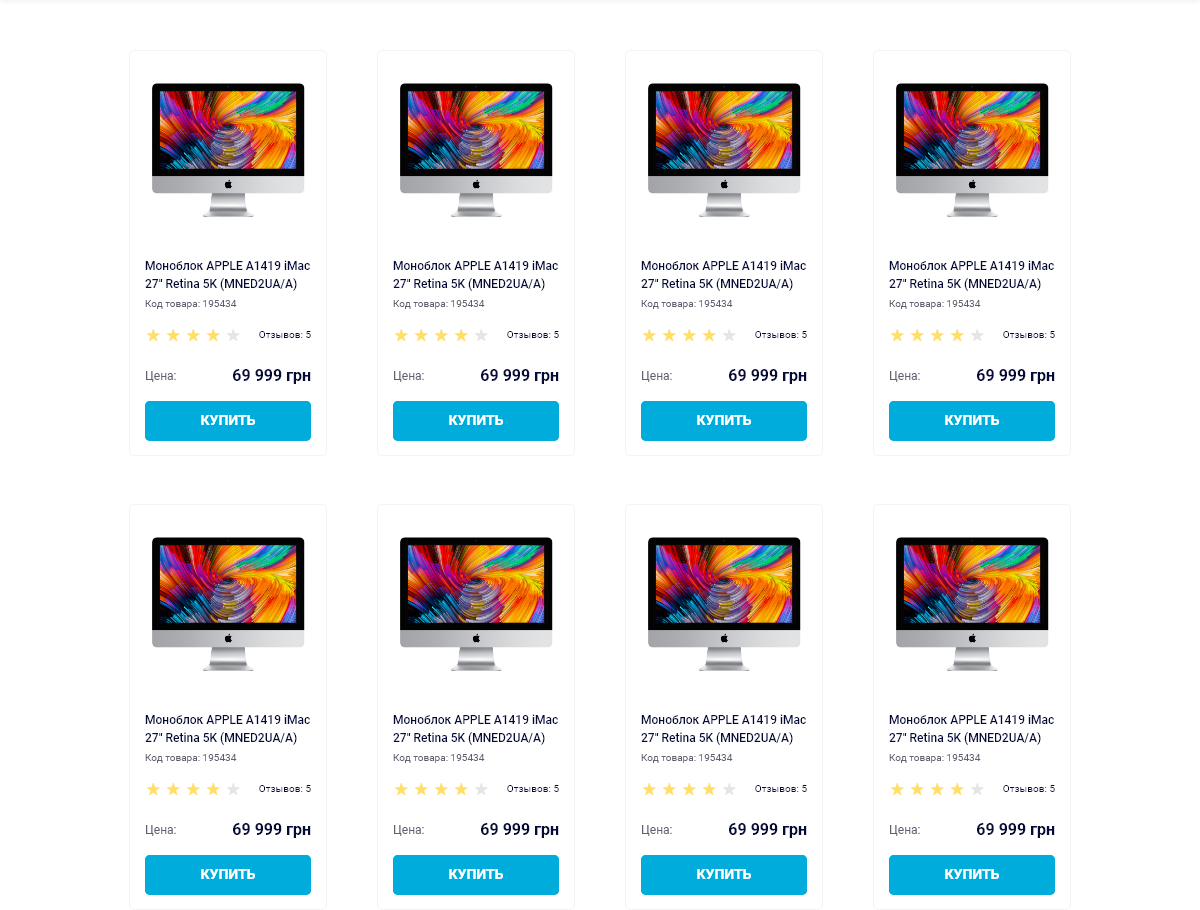 Моноблок APPLE A1419 iMac
27" Retina 5K (MNED2UA/A)
Код товара: 195434
Отзывов: 5
Цена: 69 999 грн
КУПИТЬ
Моноблок APPLE A1419 iMac
27" Retina 5K (MNED2UA/A)
Код товара: 195434
Отзывов: 5
Цена: 69 999 грн
КУПИТЬ
Моноблок APPLE A1419 iMac
27" Retina 5K (MNED2UA/A)
Код товара: 195434
Отзывов: 5
Цена: 69 999 грн
КУПИТЬ
Моноблок APPLE A1419 iMac
27" Retina 5K (MNED2UA/A)
Код товара: 195434
Отзывов: 5
Цена: 69 999 грн
КУПИТЬ
Моноблок APPLE A1419 iMac
27" Retina 5K (MNED2UA/A)
Код товара: 195434
Отзывов: 5
Цена: 69 999 грн
КУПИТЬ
Моноблок APPLE A1419 iMac
27" Retina 5K (MNED2UA/A)
Код товара: 195434
Отзывов: 5
Цена: 69 999 грн
КУПИТЬ
Моноблок APPLE A1419 iMac
27" Retina 5K (MNED2UA/A)
Код товара: 195434
Отзывов: 5
Цена: 69 999 грн
КУПИТЬ
Моноблок APPLE A1419 iMac
27" Retina 5K (MNED2UA/A)
Код товара: 195434
Отзывов: 5
Цена: 69 999 грн
КУПИТЬ